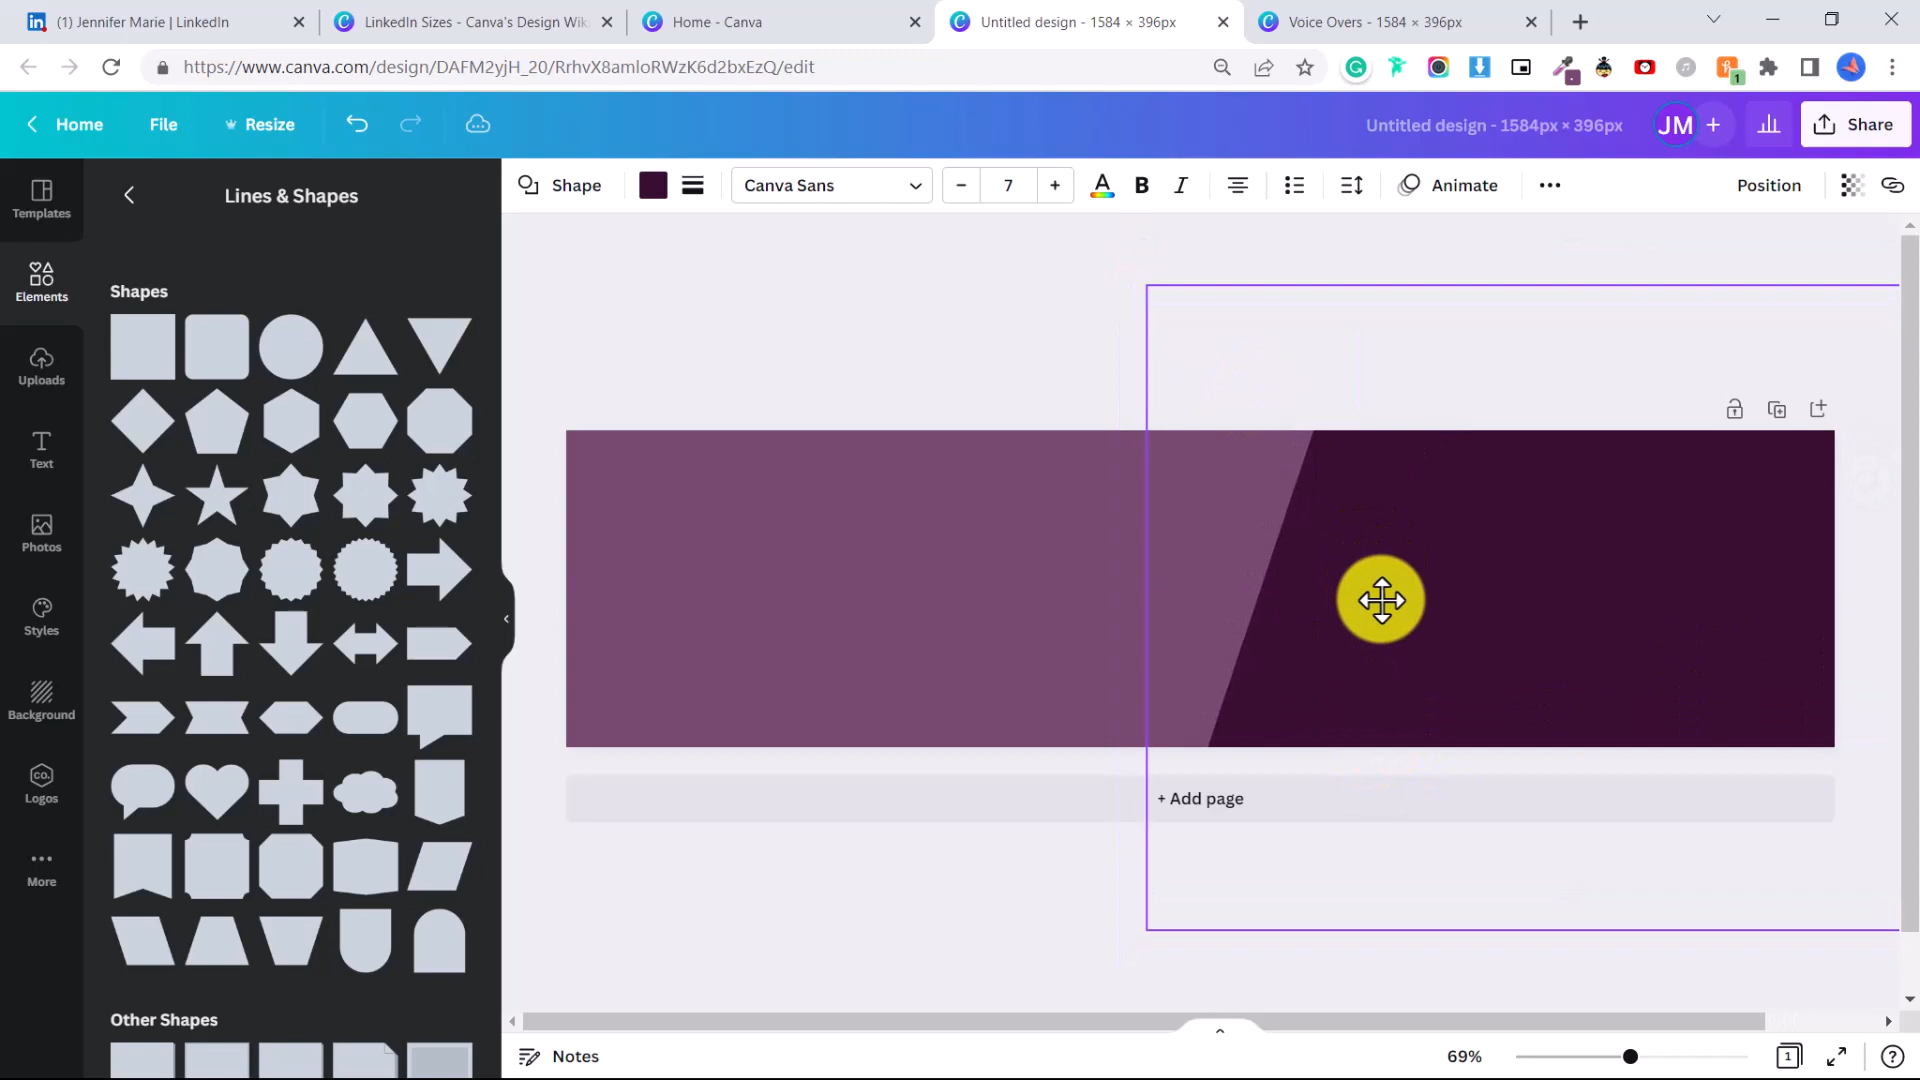 (1) Jennifer Marie | LinkedIn
LinkedIn Sizes - Canva's Design Wik
Home - Canva
Untitled design - 1584 × 396px
Voice Overs - 1584 × 396px
https://www.canva.com/design/DAFM2yjH_20/RrhvX8amloRWzK6d2bxEzQ/edit
1
Home
File
Resize
Untitled design - 1584px × 396px
JM
+
Share
Templates
Elements
Uploads
Text
Photos
Styles
Background
CO.
Logos
More
Lines & Shapes
Shapes
Other Shapes
Shape
Canva Sans
– 7 +
A
B
I
Animate
Position
+ Add page
Notes
69%
1
?